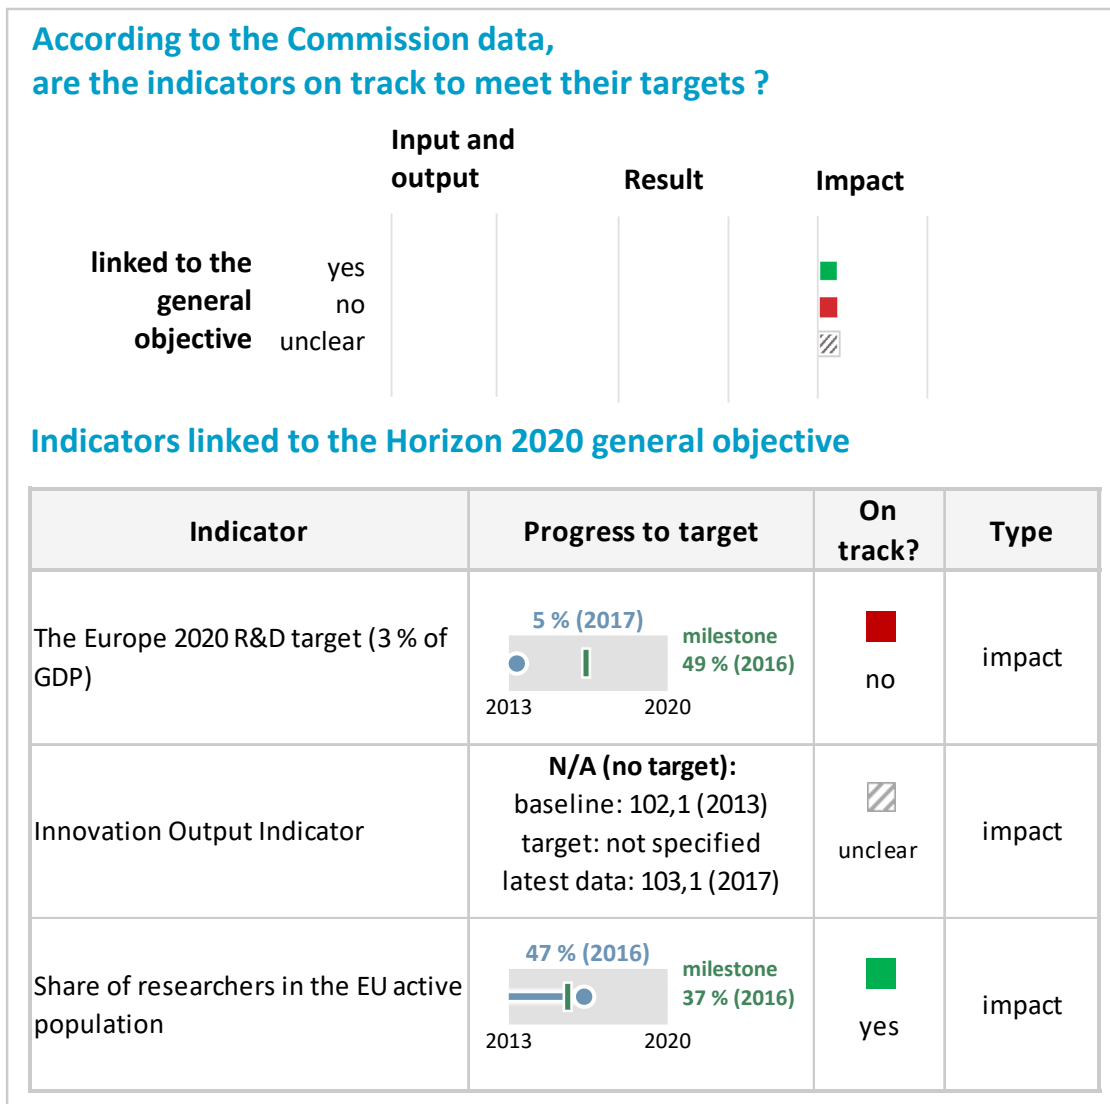 According to the Commission data,
are the indicators on track to meet their targets ?
Input and
output
Result
Impact
linked to the
general
objective
yes
no
unclear
Indicators linked to the Horizon 2020 general objective
Indicator
Progress to target
On
track?
Type
The Europe 2020 R&D target (3 % of
GDP)
5 % (2017)
milestone
49 % (2016)
2013
2020
no
impact
Innovation Output Indicator
N/A (no target):
baseline: 102,1 (2013)
target: not specified
latest data: 103,1 (2017)
unclear
impact
Share of researchers in the EU active
population
47 % (2016)
milestone
37 % (2016)
2013
2020
yes
impact